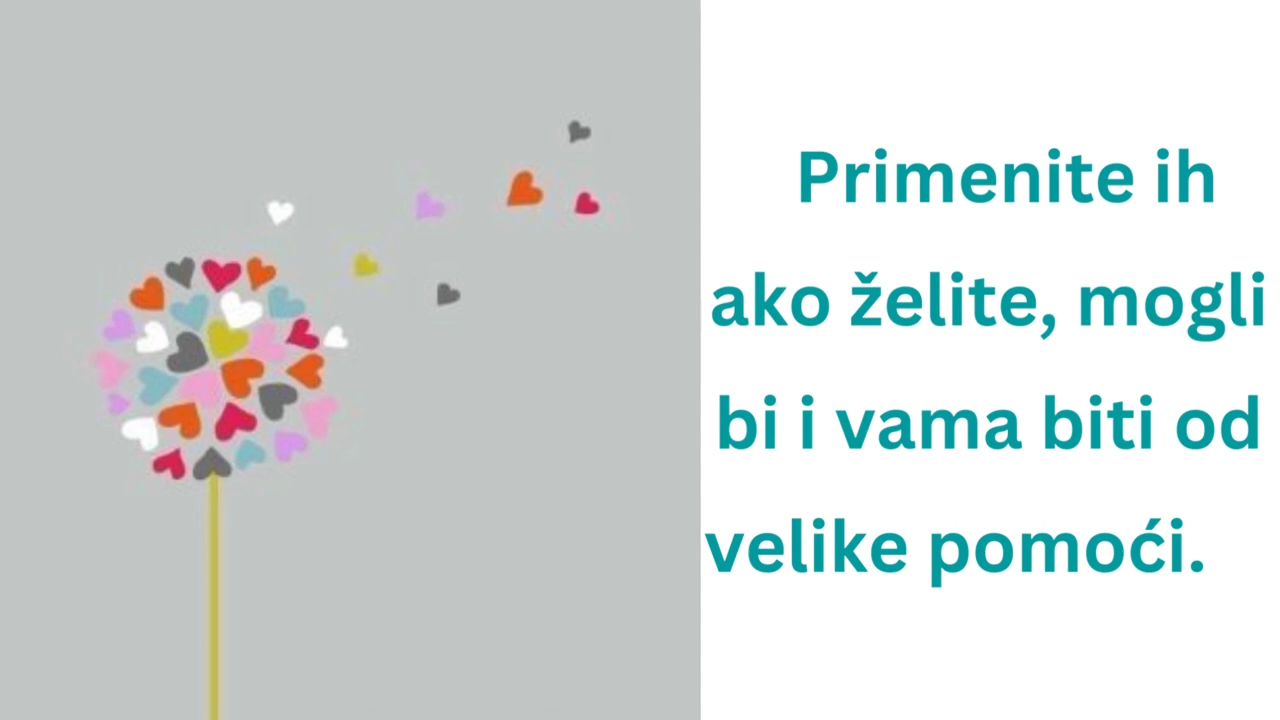 Primenite ih
ako želite, mogli
bi i vama biti od
velike pomoći.